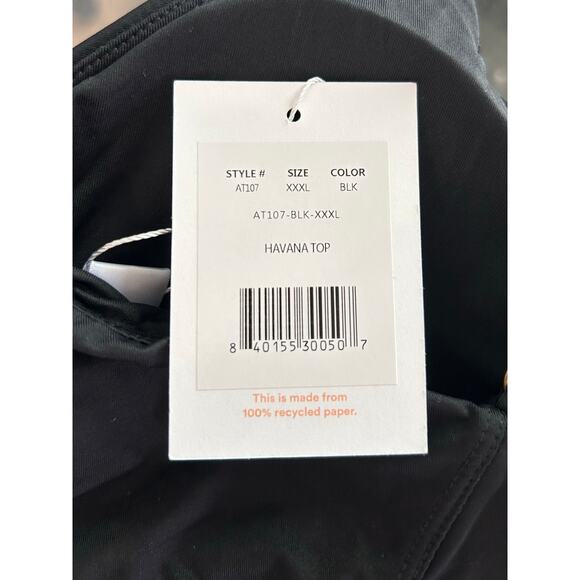 STYLE # SIZE COLOR
AT107 XXXL BLK
AT107-BLK-XXXL
HAVANA TOP
8 40155 30050 7
This is made from
100% recycled paper.